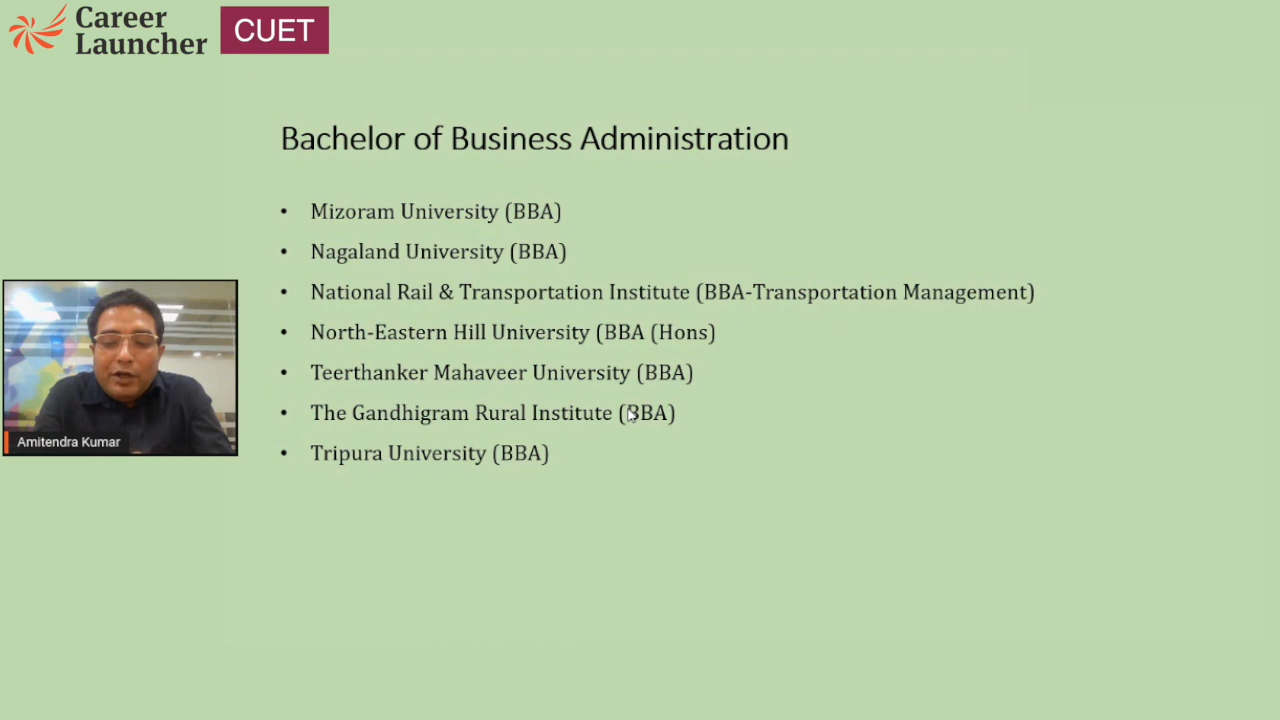 Career
Launcher
CUET
Bachelor of Business Administration
• Mizoram University (BBA)
• Nagaland University (BBA)
• National Rail & Transportation Institute (BBA-Transportation Management)
• North-Eastern Hill University (BBA (Hons)
• Teerthanker Mahaveer University (BBA)
• The Gandhigram Rural Institute (BBA)
• Tripura University (BBA)
Amitendra Kumar